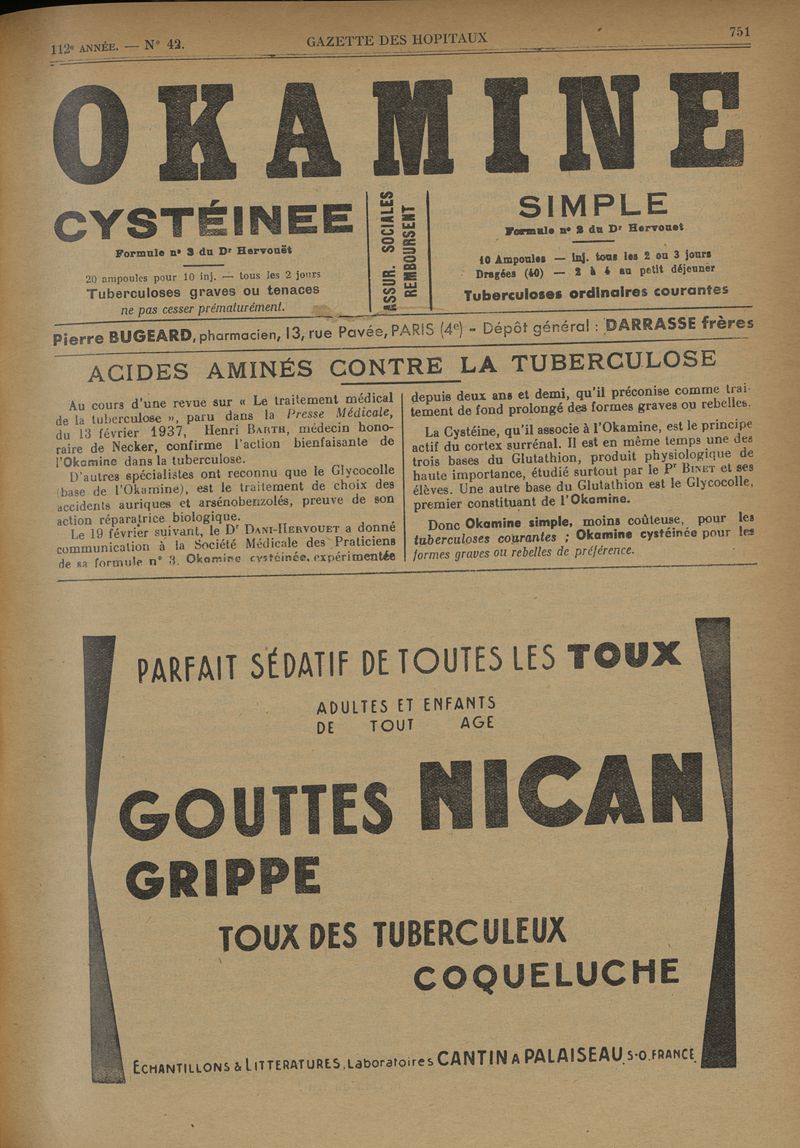 112e ANNÉE. — N° 42.
GAZETTE DES HOPITAUX
751
OKAMINE
CYSTÉINEE
Formule n° 3 du Dr Hervouët
20 ampoules pour 10 inj. — tous les 2 jours
Tuberculoses graves ou tenaces
ne pas cesser prématurément.
ASSUR. SOCIALES
REMBOURSENT
SIMPLE
Formule n° 2 du Dr Hervouet
10 Ampoules — inj. tous les 2 ou 3 jours
Dragées (40) — 2 à 4 au petit déjeuner
Tuberculoses ordinaires courantes
Pierre BUGEARD, pharmacien, 13, rue Pavée, PARIS (4e) - Dépôt général : DARRASSE frères
ACIDES AMINÉS CONTRE LA TUBERCULOSE
Au cours d'une revue sur « Le traitement médical
de la tuberculose », paru dans la Presse Médicale,
du 13 février 1937, Henri BARTH, médecin hono-
raire de Necker, confirme l'action bienfaisante de
l'Okamine dans la tuberculose.
D'autres spécialistes ont reconnu que le Glycocolle
(base de l'Okamine), est le traitement de choix des
accidents auriques et arsénobenzolés, preuve de son
action réparatrice biologique.
Le 19 février suivant, le Dr DANI-HERVOUET a donné
communication à la Société Médicale des Praticiens
de sa formule n° 3. Okamine cystéinée, expérimentée
depuis deux ans et demi, qu'il préconise comme trai-
tement de fond prolongé des formes graves ou rebelles.
La Cystéine, qu'il associe à l'Okamine, est le principe
actif du cortex surrénal. Il est en même temps une des
trois bases du Glutathion, produit physiologique de
haute importance, étudié surtout par le Pr BINET et ses
élèves. Une autre base du Glutathion est le Glycocolle,
premier constituant de l'Okamine.
Donc Okamine simple, moins coûteuse, pour les
tuberculoses courantes ; Okamine cystéinée pour les
formes graves ou rebelles de préférence.
PARFAIT SÉDATIF DE TOUTES LES TOUX
ADULTES ET ENFANTS
DE TOUT AGE
GOUTTES NICAN
GRIPPE
TOUX DES TUBERCULEUX
COQUELUCHE
ECHANTILLONS & LITTERATURES, Laboratoires CANTIN A PALAISEAU S-O. FRANCE.